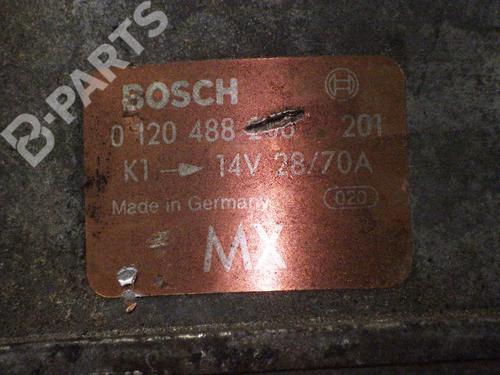 B-PARTS
BOSCH
0 120 488 201
K1 → 14V 28/70A
Made in Germany 020
MX